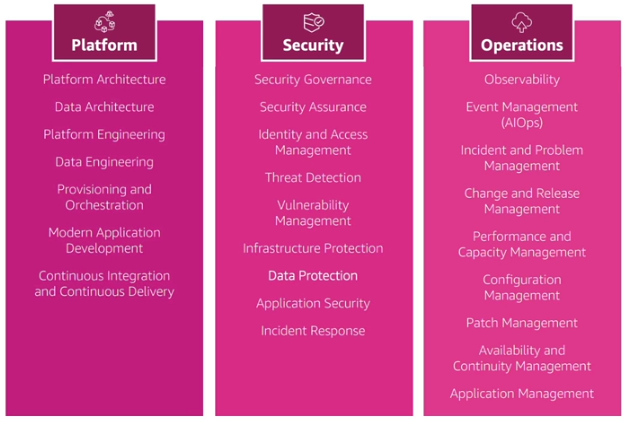 Platform
Platform Architecture
Data Architecture
Platform Engineering
Data Engineering
Provisioning and
Orchestration
Modern Application
Development
Continuous Integration
and Continuous Delivery
Security
Security Governance
Security Assurance
Identity and Access
Management
Threat Detection
Vulnerability
Management
Infrastructure Protection
Data Protection
Application Security
Incident Response
Operations
Observability
Event Management
(AIOps)
Incident and Problem
Management
Change and Release
Management
Performance and
Capacity Management
Configuration
Management
Patch Management
Availability and
Continuity Management
Application Management